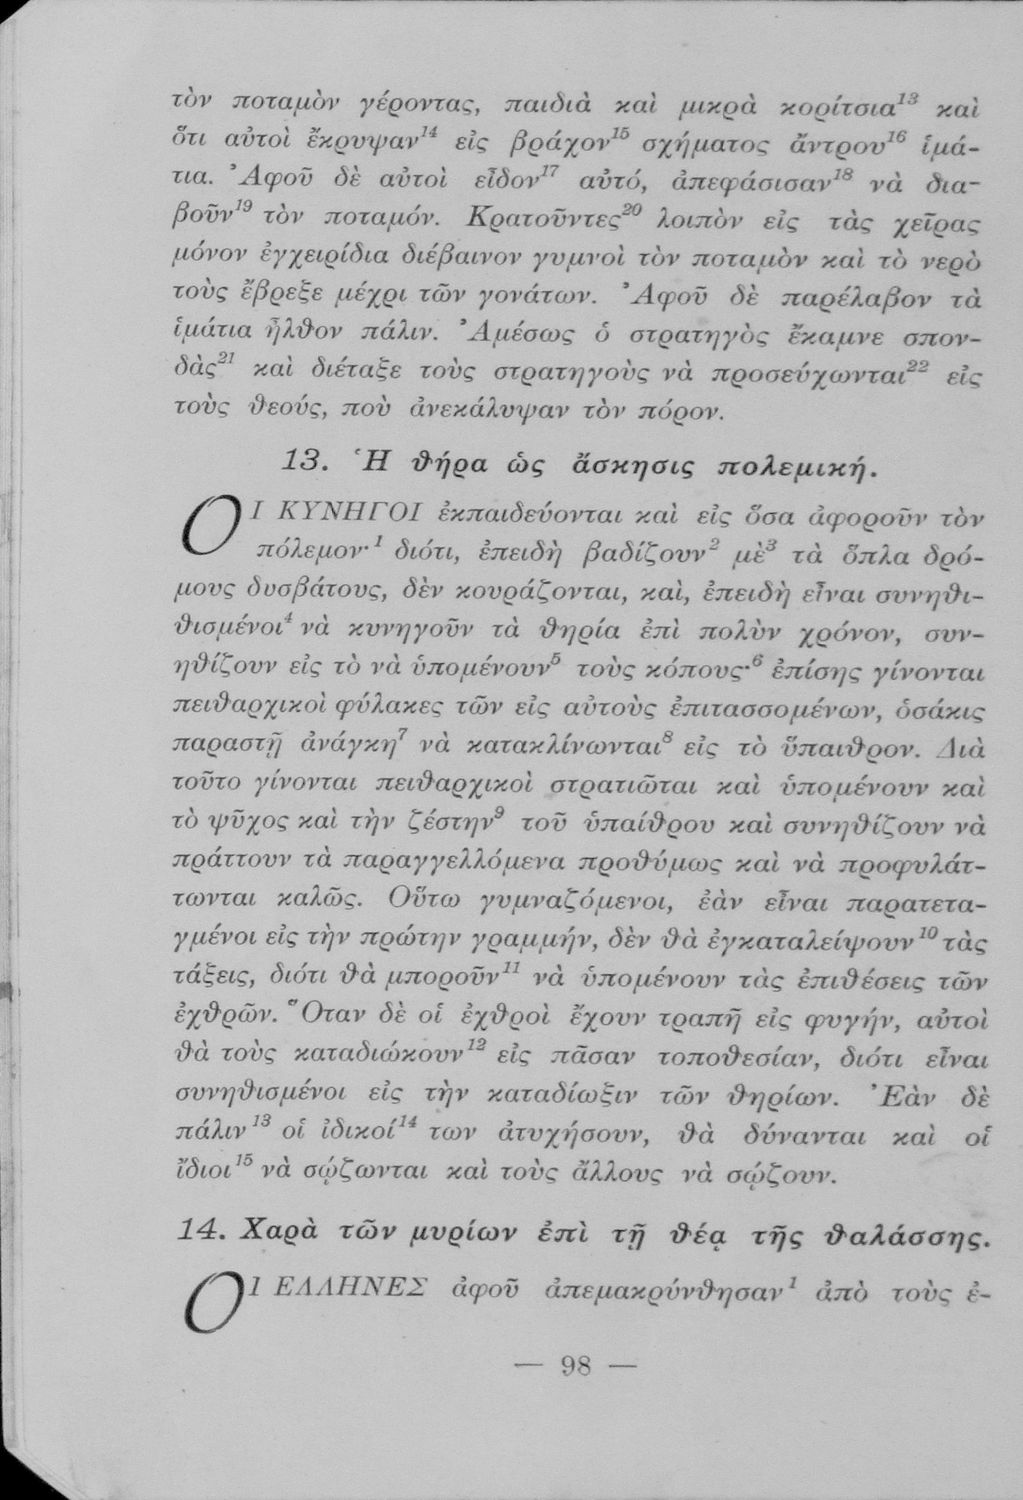 τὸν ποταμὸν γέροντας, παιδιὰ καὶ μικρὰ κορίτσια¹³ καὶ
ὅτι αὐτοὶ ἔκρυψαν¹⁴ εἰς βράχον¹⁵ σχήματος ἄντρου¹⁶ ἱμά-
τια. Ἀφοῦ δὲ αὐτοὶ εἶδον¹⁷ αὐτό, ἀπεφάσισαν¹⁸ νὰ δια-
βοῦν¹⁹ τὸν ποταμόν. Κρατοῦντες²⁰ λοιπὸν εἰς τὰς χεῖρας
μόνον ἐγχειρίδια διέβαινον γυμνοὶ τὸν ποταμὸν καὶ τὸ νερὸ
τοὺς ἔβρεξε μέχρι τῶν γονάτων. Ἀφοῦ δὲ παρέλαβον τὰ
ἱμάτια ἦλθον πάλιν. Ἀμέσως ὁ στρατηγὸς ἔκαμνε σπον-
δὰς²¹ καὶ διέταξε τοὺς στρατηγοὺς νὰ προσεύχωνται²² εἰς
τοὺς θεούς, ποὺ ἀνεκάλυψαν τὸν πόρον.
13. Ἡ θήρα ὡς ἄσκησις πολεμική.
ΟΙ ΚΥΝΗΓΟΙ ἐκπαιδεύονται καὶ εἰς ὅσα ἀφοροῦν τὸν
πόλεμον·¹ διότι, ἐπειδὴ βαδίζουν² μὲ³ τὰ ὅπλα δρό-
μους δυσβάτους, δὲν κουράζονται, καὶ, ἐπειδὴ εἶναι συνηθι-
θισμένοι⁴ νὰ κυνηγοῦν τὰ θηρία ἐπὶ πολὺν χρόνον, συν-
ηθίζουν εἰς τὸ νὰ ὑπομένουν⁵ τοὺς κόπους·⁶ ἐπίσης γίνονται
πειθαρχικοὶ φύλακες τῶν εἰς αὐτοὺς ἐπιτασσομένων, ὁσάκις
παραστῇ ἀνάγκη⁷ νὰ κατακλίνωνται⁸ εἰς τὸ ὕπαιθρον. Διὰ
τοῦτο γίνονται πειθαρχικοὶ στρατιῶται καὶ ὑπομένουν καὶ
τὸ ψῦχος καὶ τὴν ζέστην⁹ τοῦ ὑπαίθρου καὶ συνηθίζουν νὰ
πράττουν τὰ παραγγελλόμενα προθύμως καὶ νὰ προφυλάτ-
τωνται καλῶς. Οὕτω γυμναζόμενοι, ἐὰν εἶναι παρατετα-
γμένοι εἰς τὴν πρώτην γραμμήν, δὲν θὰ ἐγκαταλείψουν¹⁰ τὰς
τάξεις, διότι θὰ μποροῦν¹¹ νὰ ὑπομένουν τὰς ἐπιθέσεις τῶν
ἐχθρῶν. Ὅταν δὲ οἱ ἐχθροὶ ἔχουν τραπῆ εἰς φυγήν, αὐτοὶ
θὰ τοὺς καταδιώκουν¹² εἰς πᾶσαν τοποθεσίαν, διότι εἶναι
συνηθισμένοι εἰς τὴν καταδίωξιν τῶν θηρίων. Ἐὰν δὲ
πάλιν¹³ οἱ ἰδικοί¹⁴ των ἀτυχήσουν, θὰ δύνανται καὶ οἱ
ἴδιοι¹⁵ νὰ σῴζωνται καὶ τοὺς ἄλλους νὰ σῴζουν.
14. Χαρὰ τῶν μυρίων ἐπὶ τῇ θέᾳ τῆς θαλάσσης.
ΟΙ ΕΛΛΗΝΕΣ ἀφοῦ ἀπεμακρύνθησαν¹ ἀπὸ τοὺς ἐ-
— 98 —